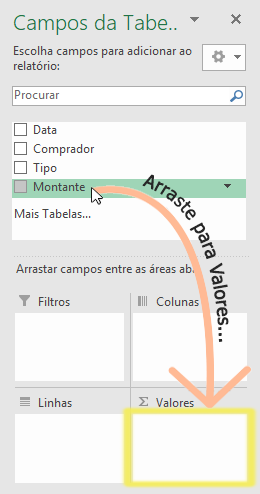 Campos da Tabe...
Escolha campos para adicionar ao
relatório:
Procurar
Data
Comprador
Tipo
Montante
Mais Tabelas...
Arraste para Valores...
Arrastar campos entre as áreas aba
Filtros
Colunas
Linhas
Σ Valores